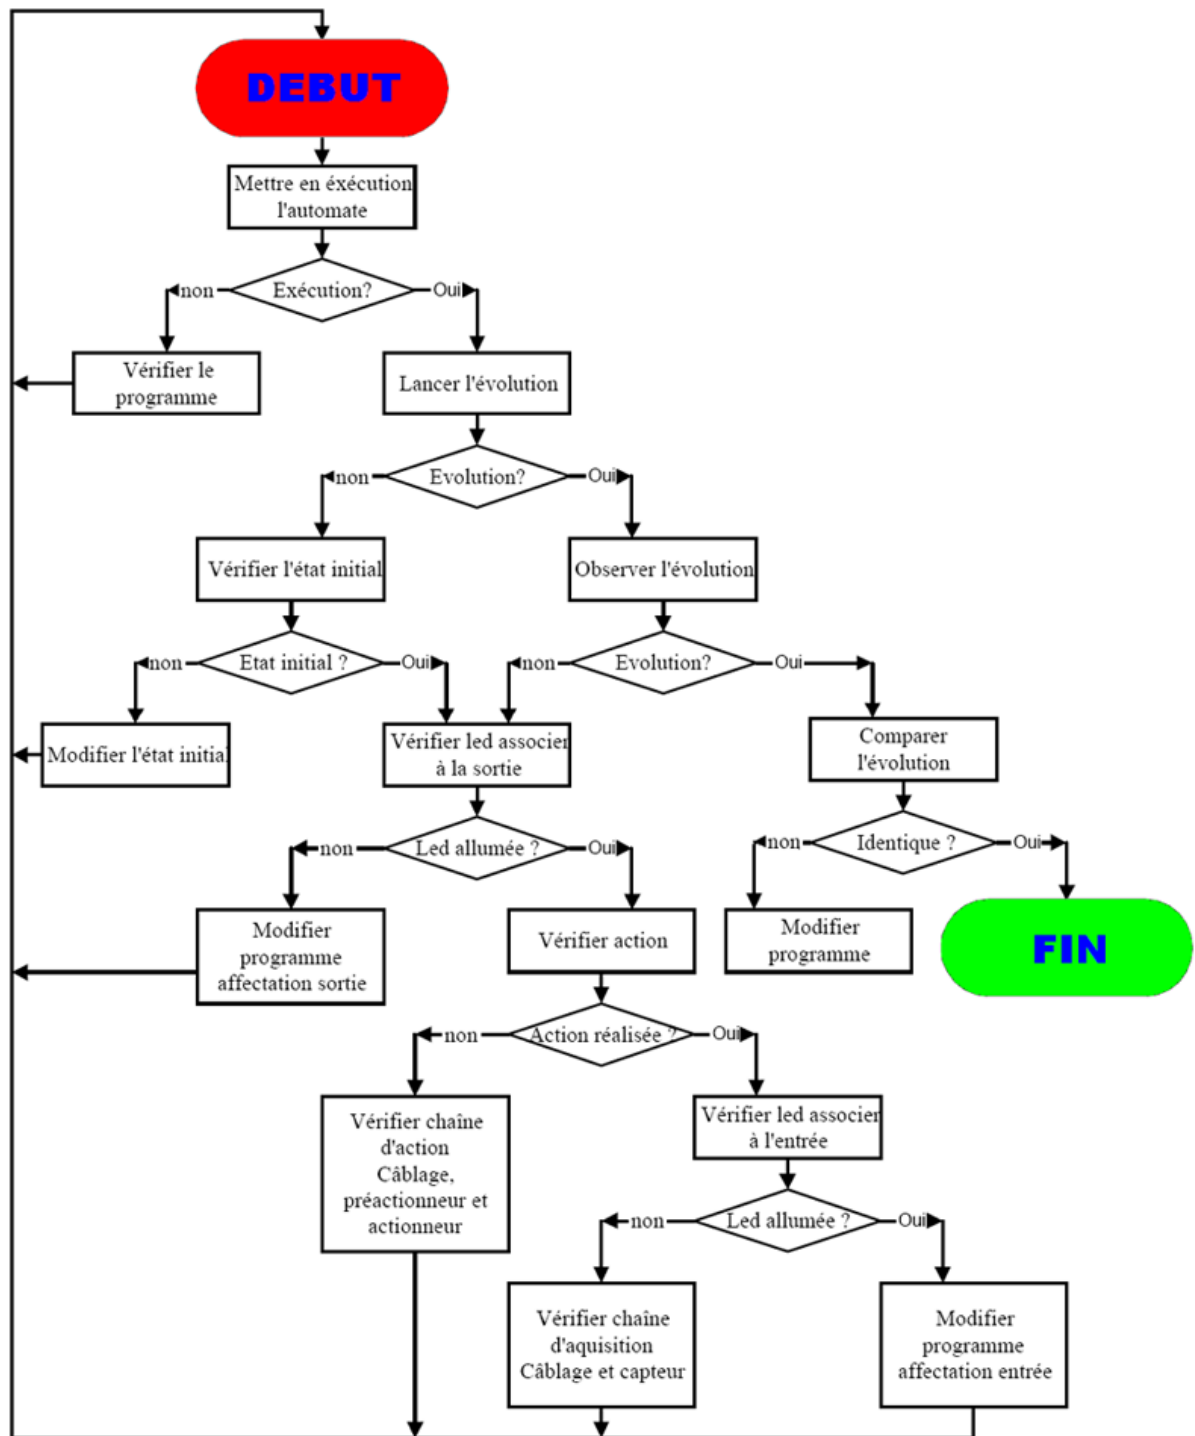 DEBUT
Mettre en éxécution
l'automate
non
Exécution?
Oui
Vérifier le
programme
Lancer l'évolution
non
Evolution?
Oui
Vérifier l'état initial
Observer l'évolution
non
Etat initial ?
Oui
non
Evolution?
Oui
Modifier l'état initial
Vérifier led associer
à la sortie
Comparer
l'évolution
non
Led allumée ?
Oui
non
Identique ?
Oui
Modifier
programme
affectation sortie
Vérifier action
Modifier
programme
FIN
non
Action réalisée ?
Oui
Vérifier chaîne
d'action
Câblage,
préactionneur et
actionneur
Vérifier led associer
à l'entrée
non
Led allumée ?
Oui
Vérifier chaîne
d'aquisition
Câblage et capteur
Modifier
programme
affectation entrée